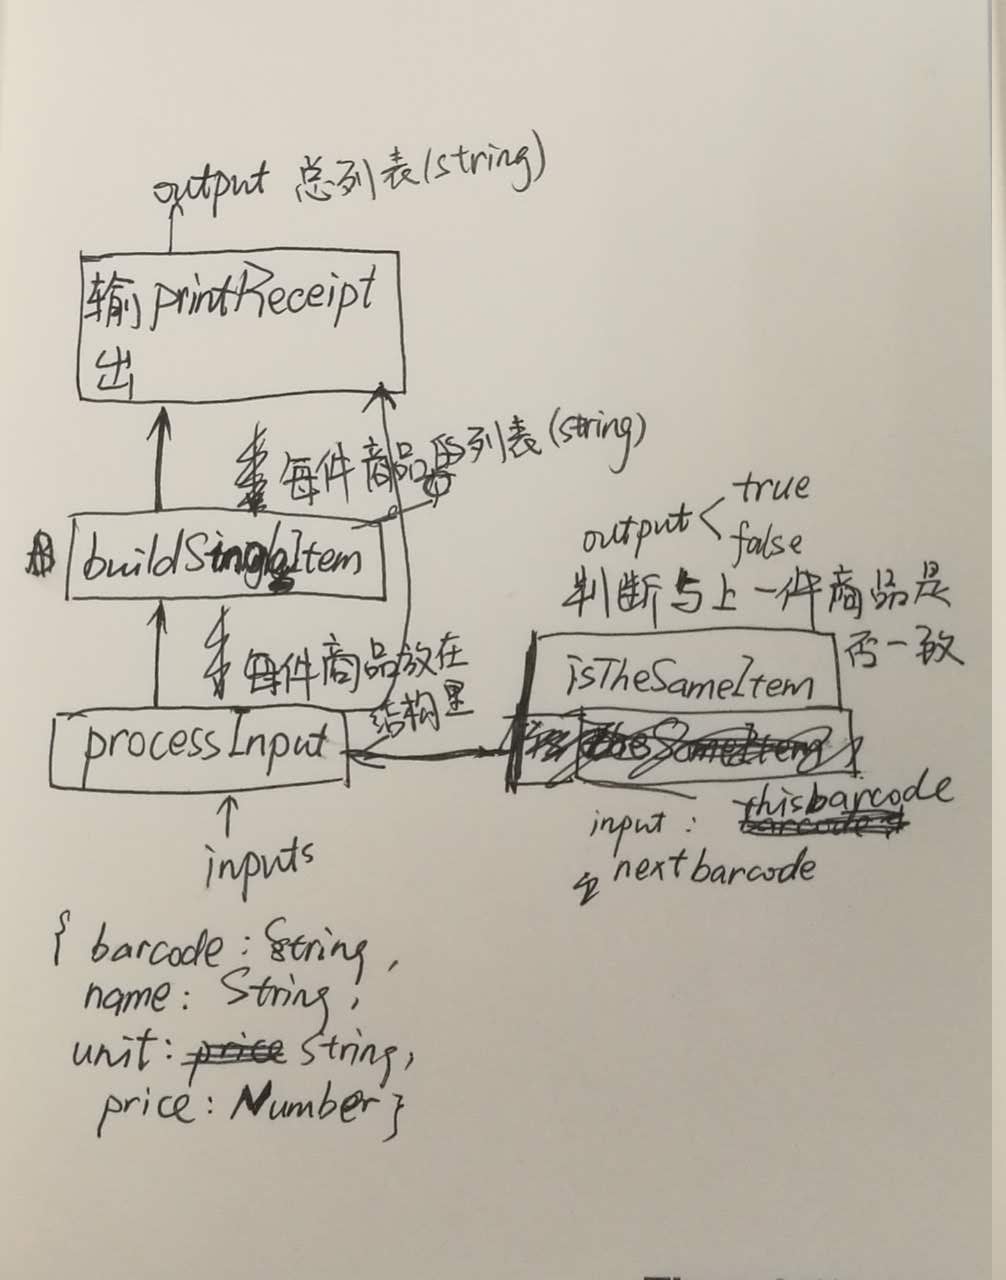 output 总列表(string)
输 printReceipt
出
每件商品的列表(string)
buildSingleItem
每件商品放在
结构里
processInput
inputs
{ barcode : String,
name : String,
unit : String,
price : Number }
output < true
false
判断与上一件商品是
否一致
isTheSameItem
input : thisbarcode
nextbarcode